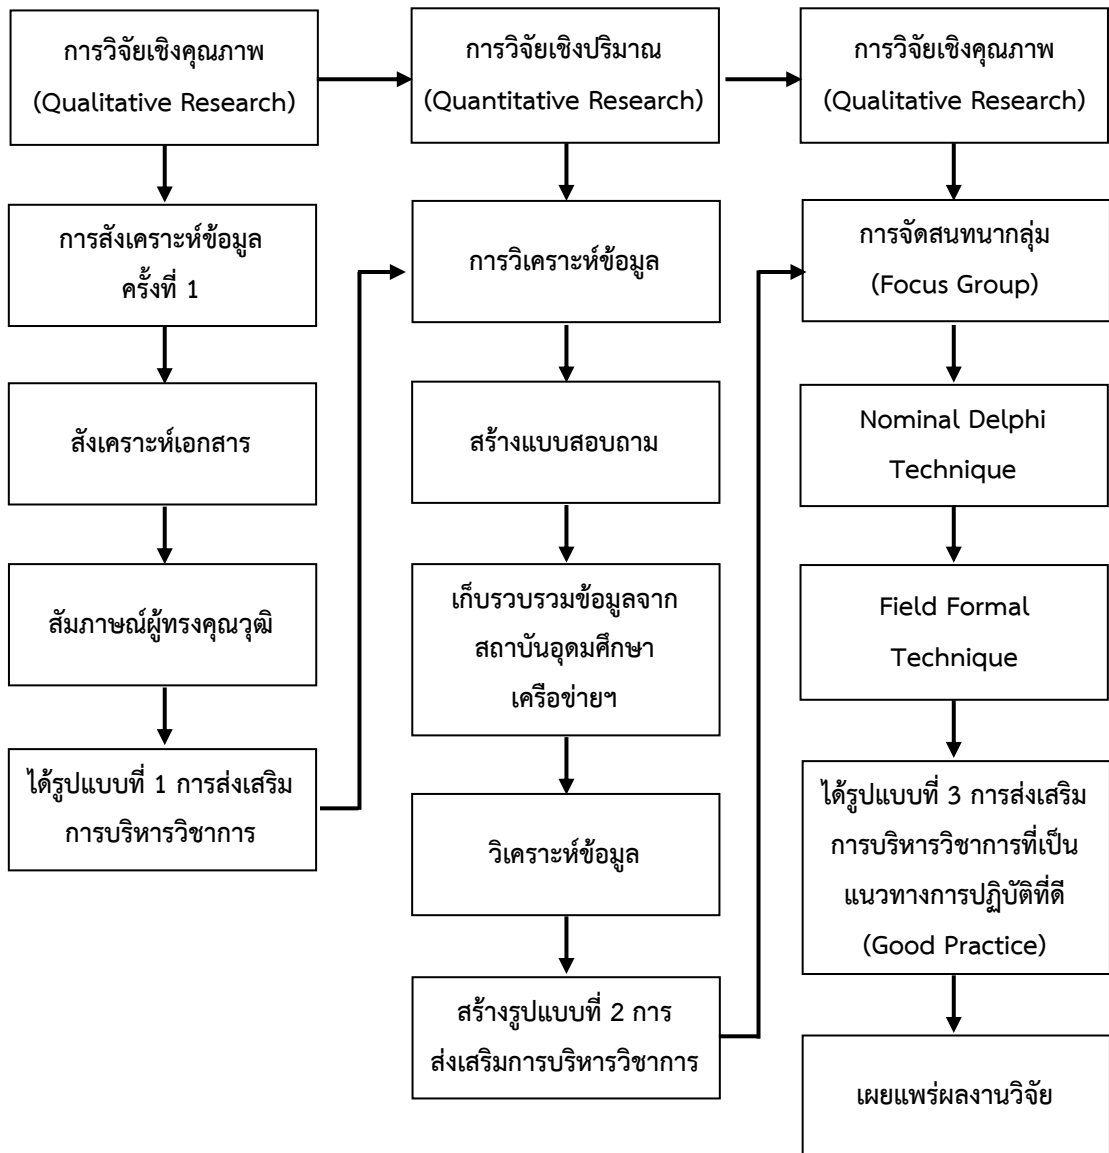 การวิจัยเชิงคุณภาพ
(Qualitative Research)
การสังเคราะห์ข้อมูล
ครั้งที่ 1
สังเคราะห์เอกสาร
สัมภาษณ์ผู้ทรงคุณวุฒิ
ได้รูปแบบที่ 1 การส่งเสริม
การบริหารวิชาการ
การวิจัยเชิงปริมาณ
(Quantitative Research)
การวิเคราะห์ข้อมูล
สร้างแบบสอบถาม
เก็บรวบรวมข้อมูลจาก
สถาบันอุดมศึกษา
เครือข่ายฯ
วิเคราะห์ข้อมูล
สร้างรูปแบบที่ 2 การ
ส่งเสริมการบริหารวิชาการ
การวิจัยเชิงคุณภาพ
(Qualitative Research)
การจัดสนทนากลุ่ม
(Focus Group)
Nominal Delphi
Technique
Field Formal
Technique
ได้รูปแบบที่ 3 การส่งเสริม
การบริหารวิชาการที่เป็น
แนวทางการปฏิบัติที่ดี
(Good Practice)
เผยแพร่ผลงานวิจัย